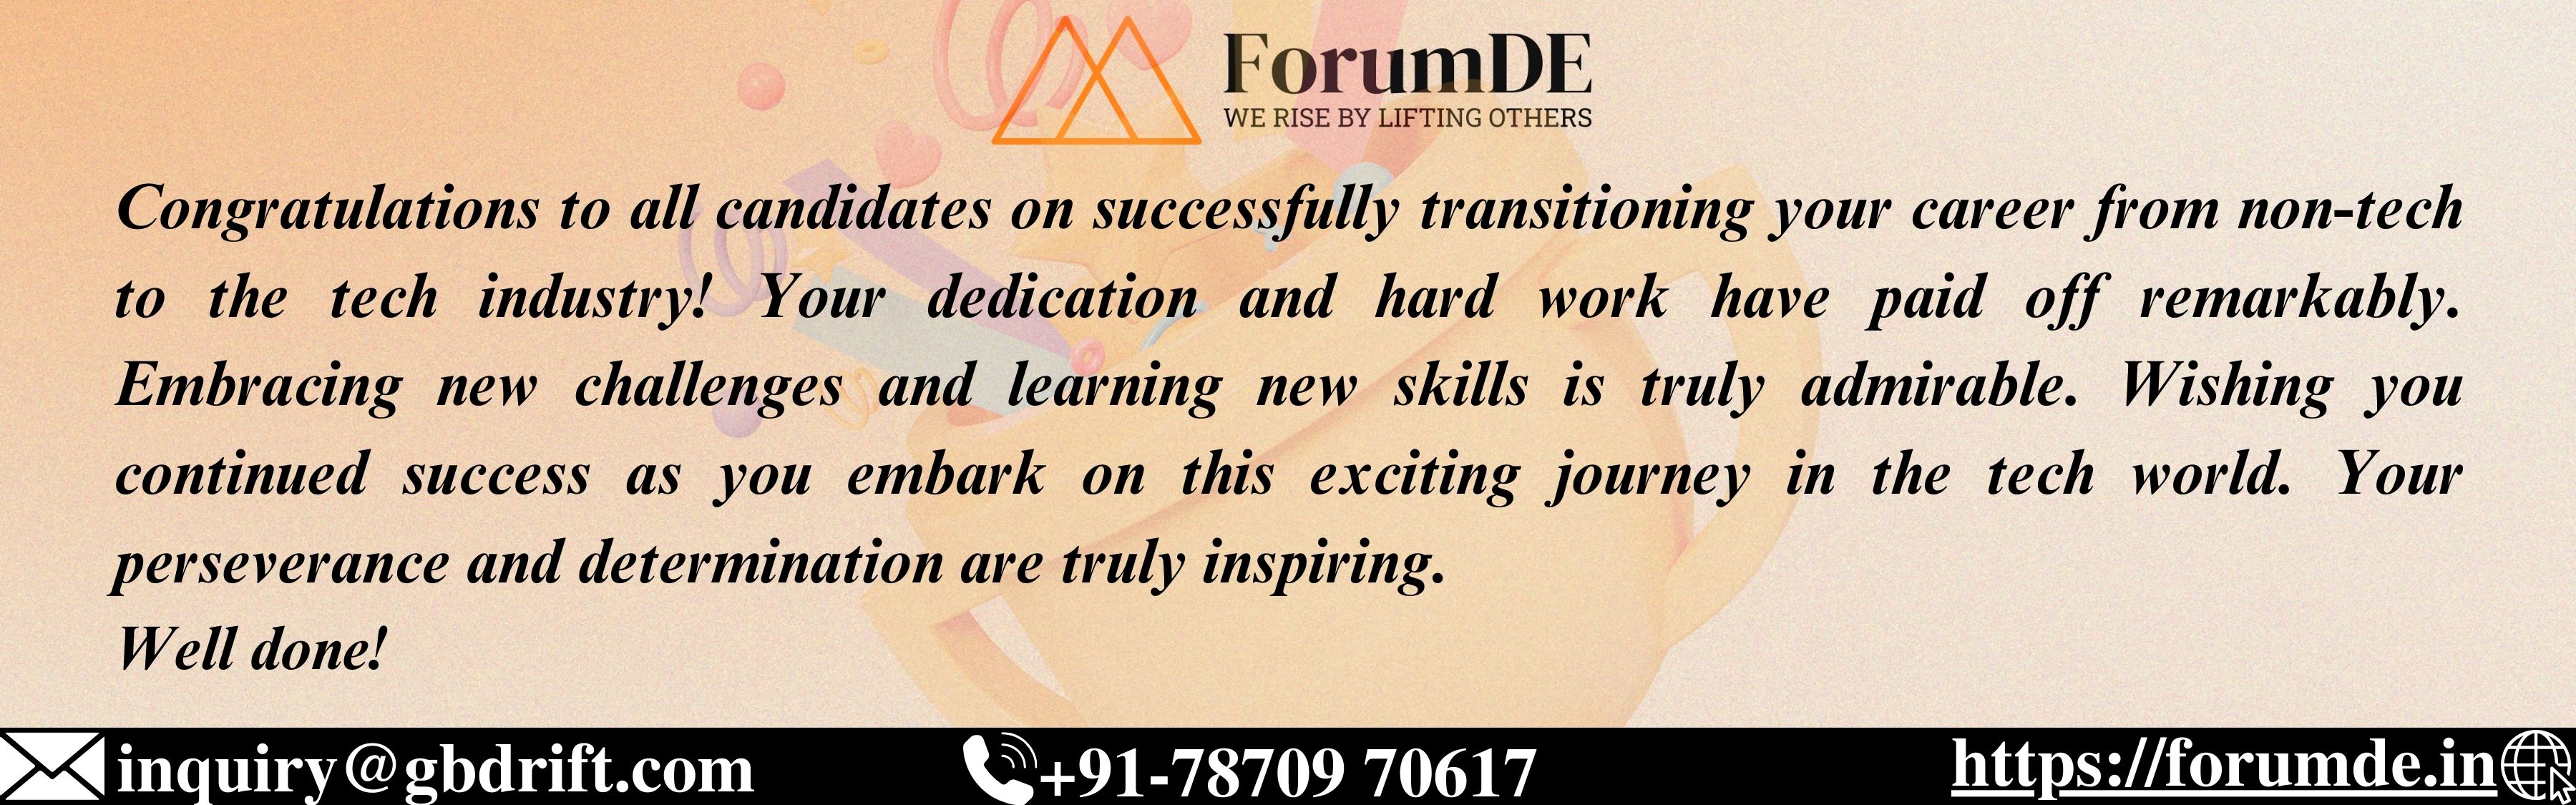 ForumDE
WE RISE BY LIFTING OTHERS
Congratulations to all candidates on successfully transitioning your career from non-tech
to the tech industry! Your dedication and hard work have paid off remarkably.
Embracing new challenges and learning new skills is truly admirable. Wishing you
continued success as you embark on this exciting journey in the tech world. Your
perseverance and determination are truly inspiring.
Well done!
inquiry@gbdrift.com +91-78709 70617 https://forumde.in